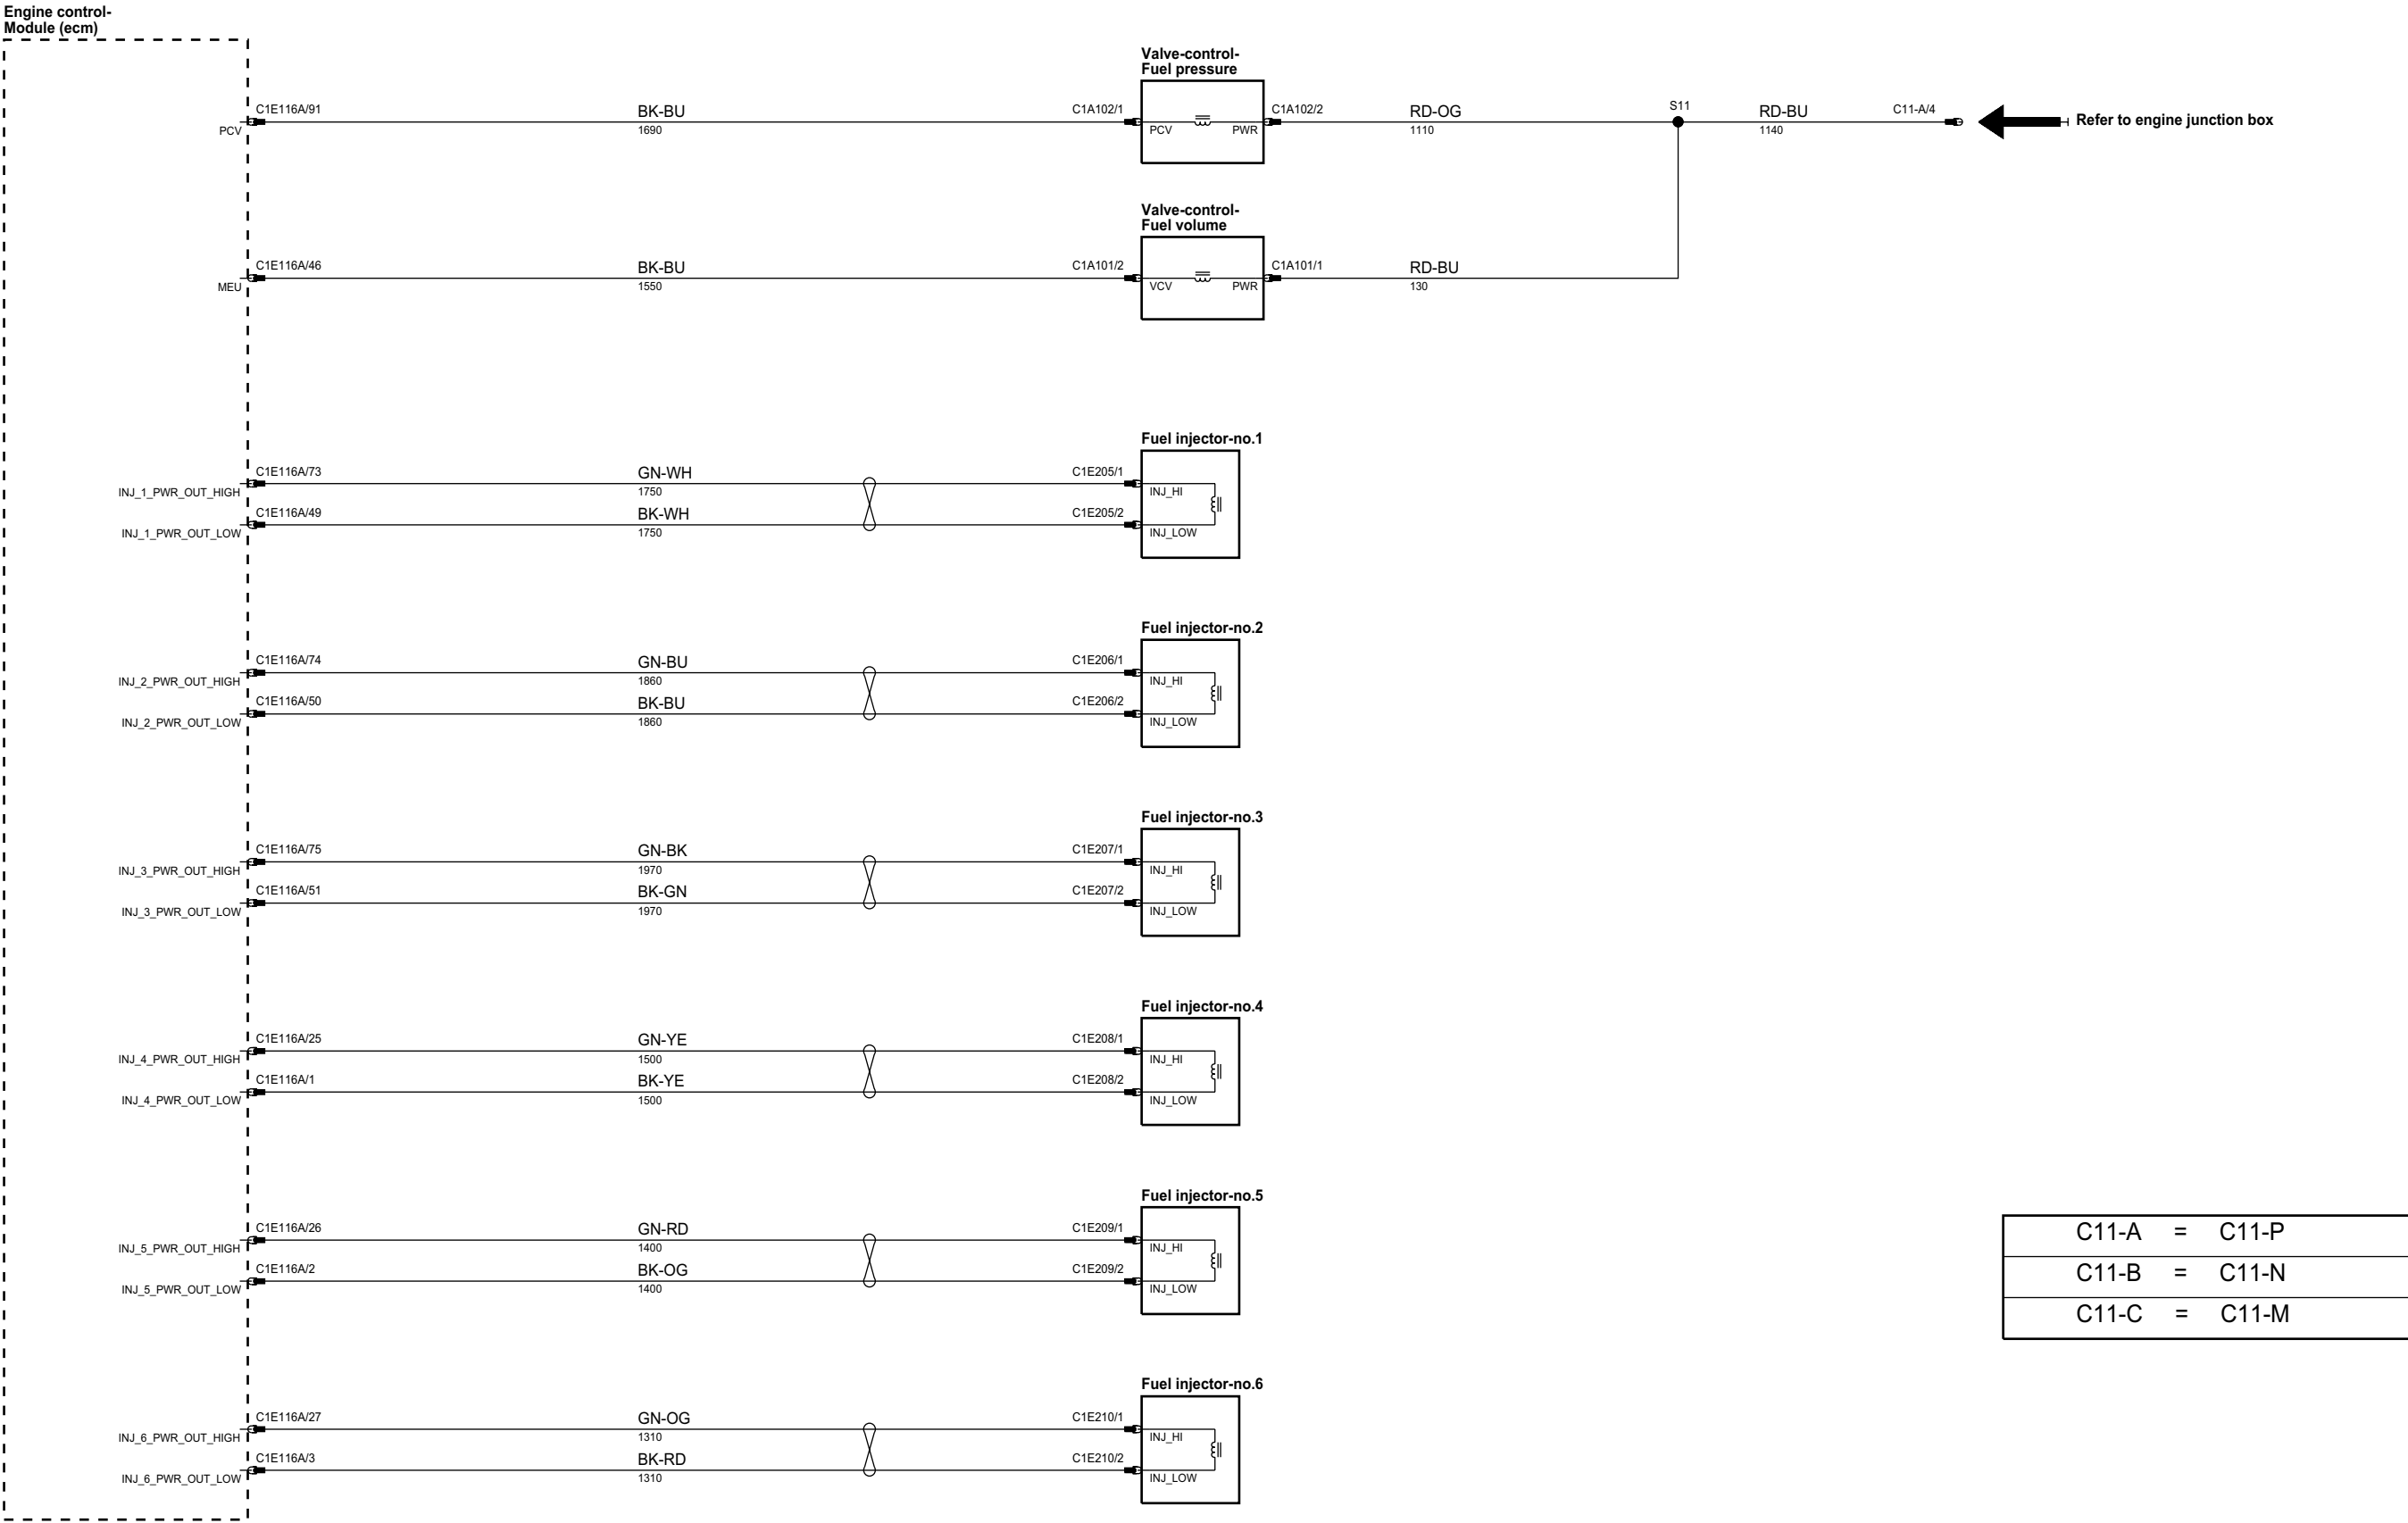 Engine control-
Module (ecm)
Valve-control-
Fuel pressure
C1E116A/91 BK-BU C1A102/1 C1A102/2 RD-OG S11 RD-BU C11-A/4
Refer to engine junction box
PCV 1690 PCV PWR 1110 1140
Valve-control-
Fuel volume
C1E116A/46 BK-BU C1A101/2 C1A101/1 RD-BU
MEU 1550 VCV PWR 130
Fuel injector-no.1
C1E116A/73 GN-WH C1E205/1
INJ_1_PWR_OUT_HIGH 1750 INJ_HI
C1E116A/49 BK-WH C1E205/2
INJ_1_PWR_OUT_LOW 1750 INJ_LOW
Fuel injector-no.2
C1E116A/74 GN-BU C1E206/1
INJ_2_PWR_OUT_HIGH 1860 INJ_HI
C1E116A/50 BK-BU C1E206/2
INJ_2_PWR_OUT_LOW 1860 INJ_LOW
Fuel injector-no.3
C1E116A/75 GN-BK C1E207/1
INJ_3_PWR_OUT_HIGH 1970 INJ_HI
C1E116A/51 BK-GN C1E207/2
INJ_3_PWR_OUT_LOW 1970 INJ_LOW
Fuel injector-no.4
C1E116A/25 GN-YE C1E208/1
INJ_4_PWR_OUT_HIGH 1500 INJ_HI
C1E116A/1 BK-YE C1E208/2
INJ_4_PWR_OUT_LOW 1500 INJ_LOW
Fuel injector-no.5
C1E116A/26 GN-RD C1E209/1
INJ_5_PWR_OUT_HIGH 1400 INJ_HI
C1E116A/2 BK-OG C1E209/2
INJ_5_PWR_OUT_LOW 1400 INJ_LOW
Fuel injector-no.6
C1E116A/27 GN-OG C1E210/1
INJ_6_PWR_OUT_HIGH 1310 INJ_HI
C1E116A/3 BK-RD C1E210/2
INJ_6_PWR_OUT_LOW 1310 INJ_LOW
C11-A = C11-P
C11-B = C11-N
C11-C = C11-M